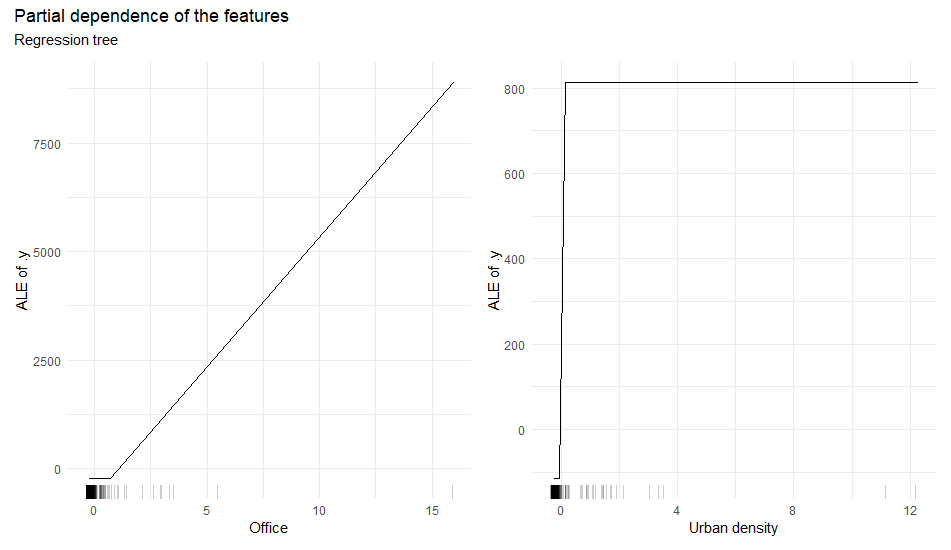 Partial dependence of the features
Regression tree
ALE of .y
7500
5000
2500
0
0
5
10
15
Office
ALE of .y
800
600
400
200
0
0
4
8
12
Urban density